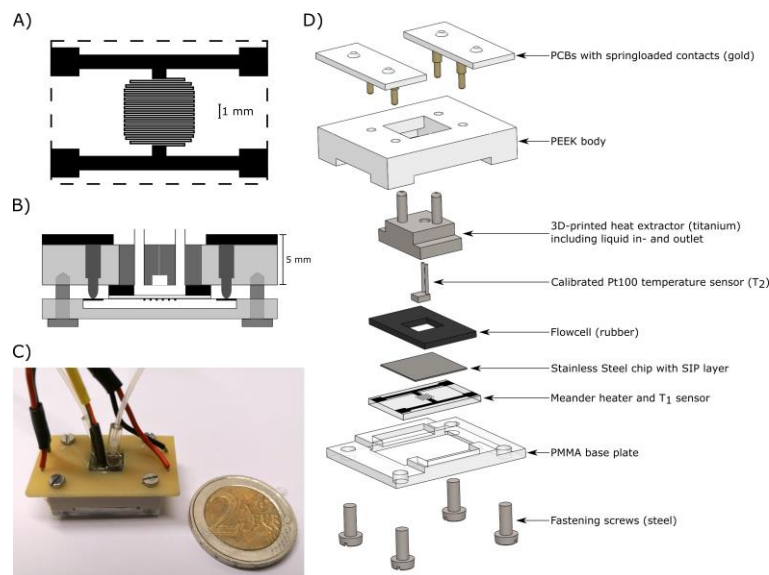 A)
1 mm
B)
5 mm
C)
2
D)
PCBs with springloaded contacts (gold)
PEEK body
3D-printed heat extractor (titanium)
including liquid in- and outlet
Calibrated Pt100 temperature sensor (T2)
Flowcell (rubber)
Stainless Steel chip with SIP layer
Meander heater and T1 sensor
PMMA base plate
Fastening screws (steel)